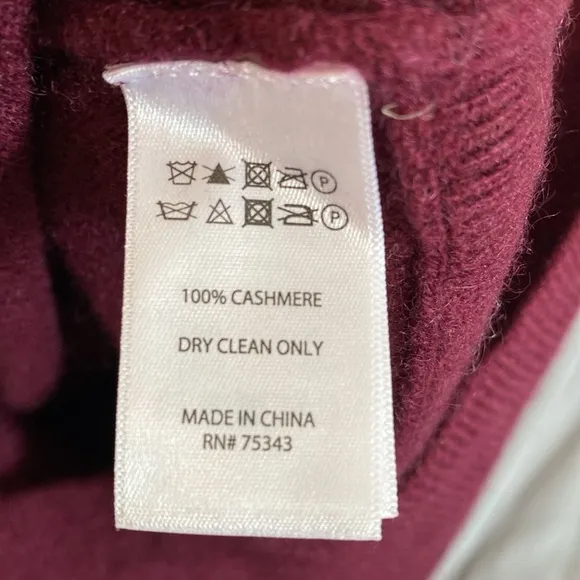 P
P
100% CASHMERE
DRY CLEAN ONLY
MADE IN CHINA
RN# 75343